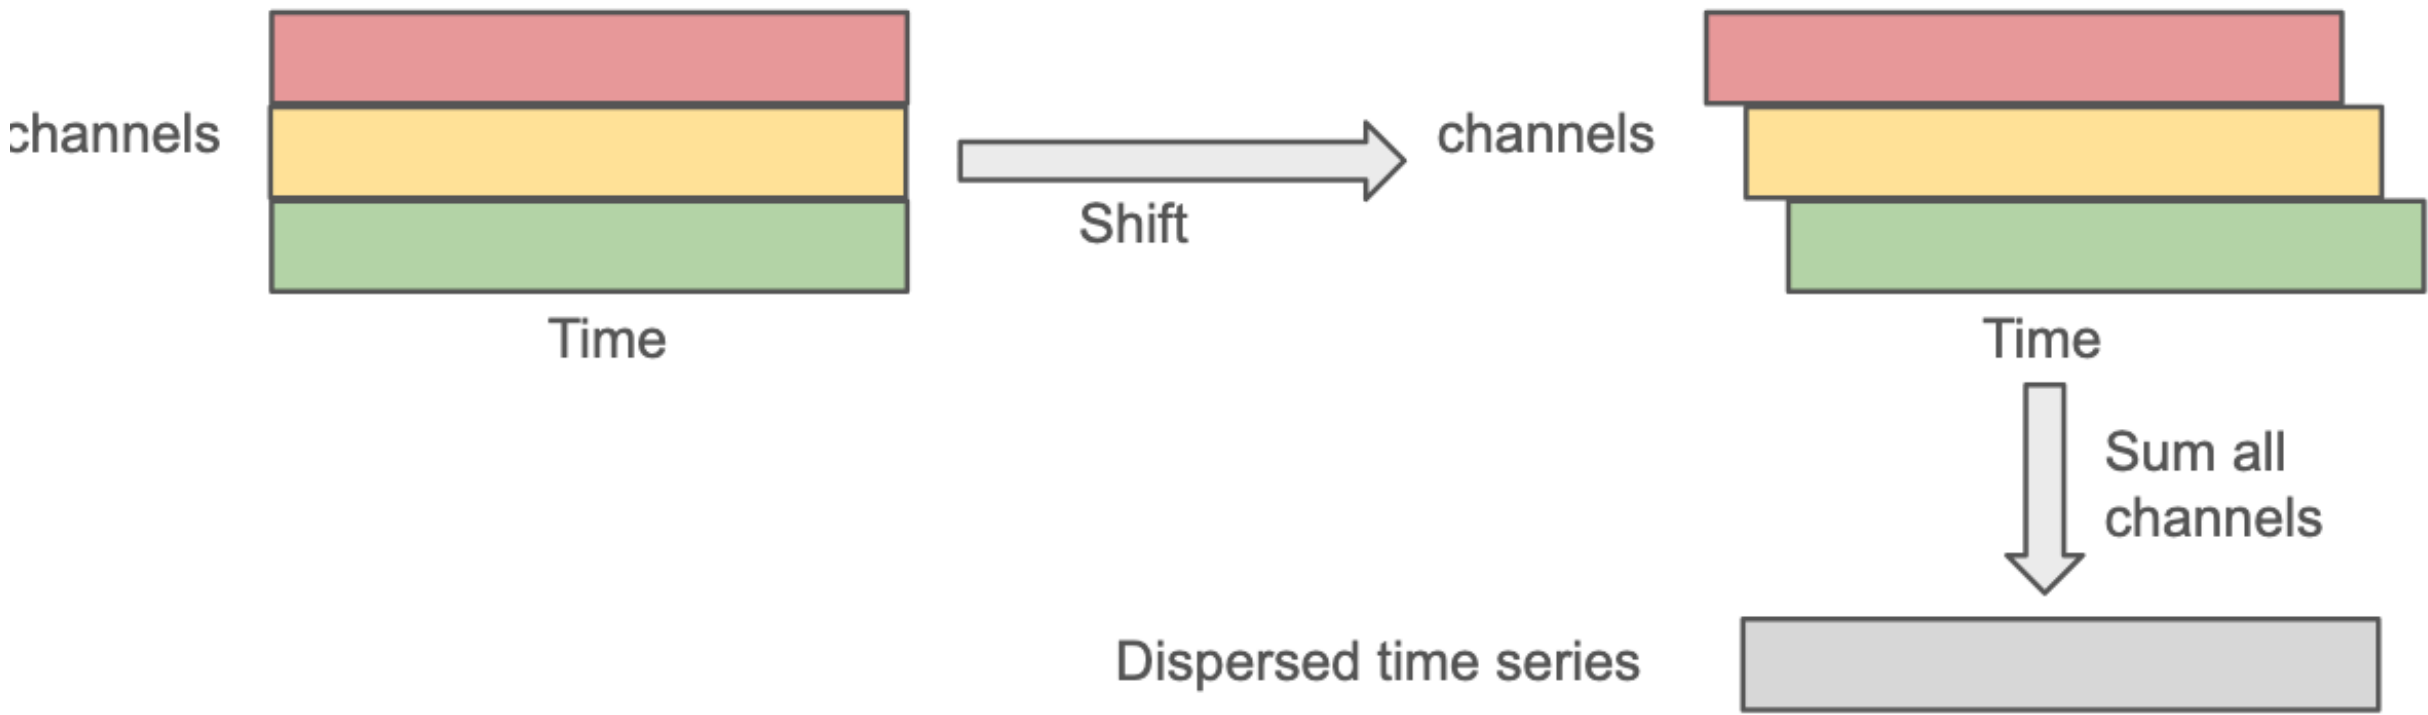 channels
Time
Shift
channels
Time
Sum all
channels
Dispersed time series